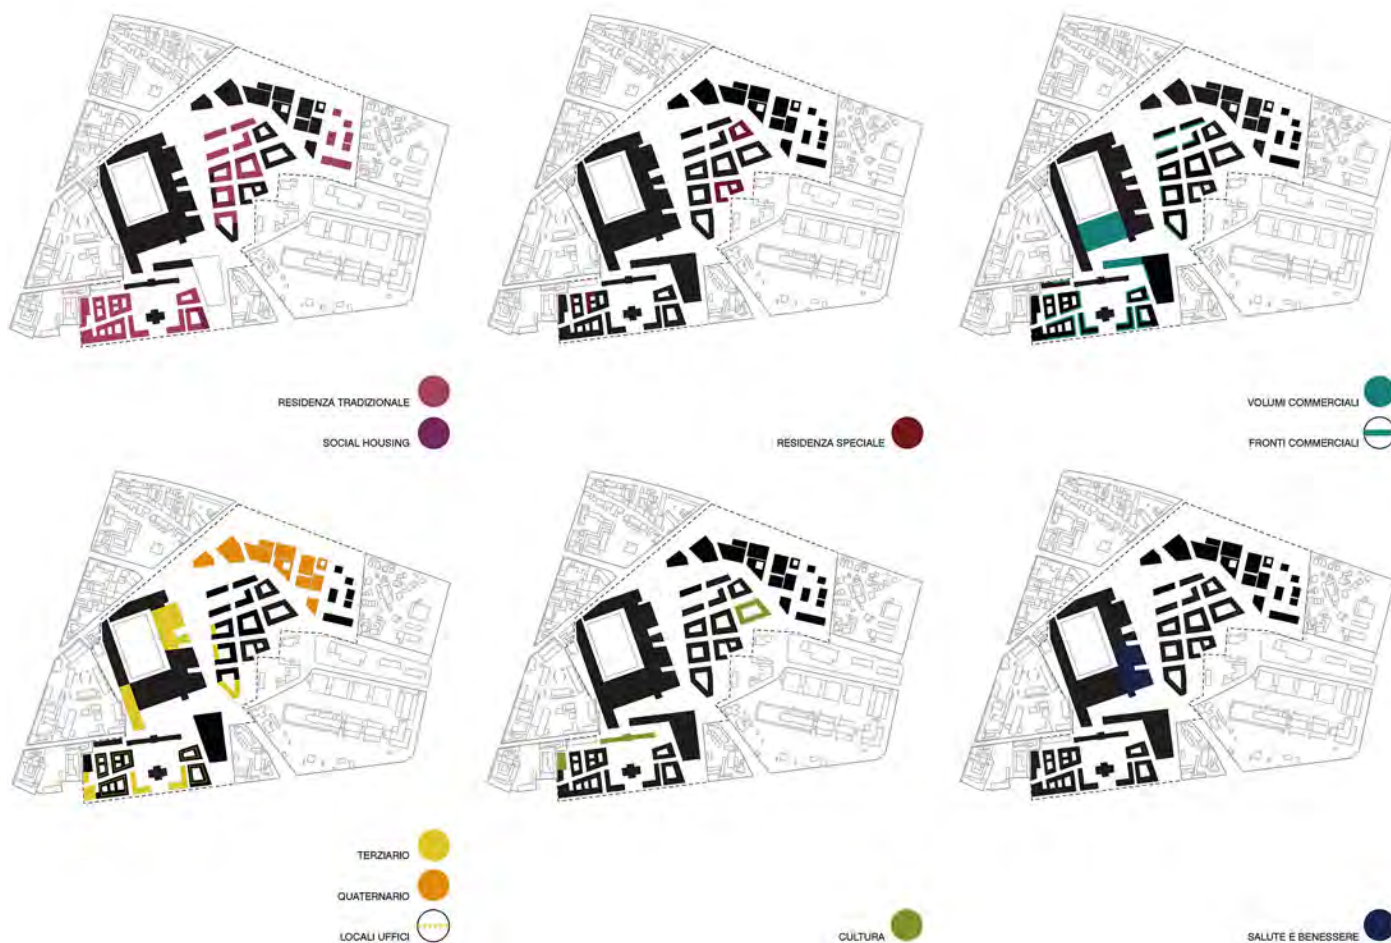 RESIDENZA TRADIZIONALE
SOCIAL HOUSING
RESIDENZA SPECIALE
VOLUMI COMMERCIALI
FRONTI COMMERCIALI
TERZIARIO
QUATERNARIO
LOCALI UFFICI
CULTURA
SALUTE E BENESSERE